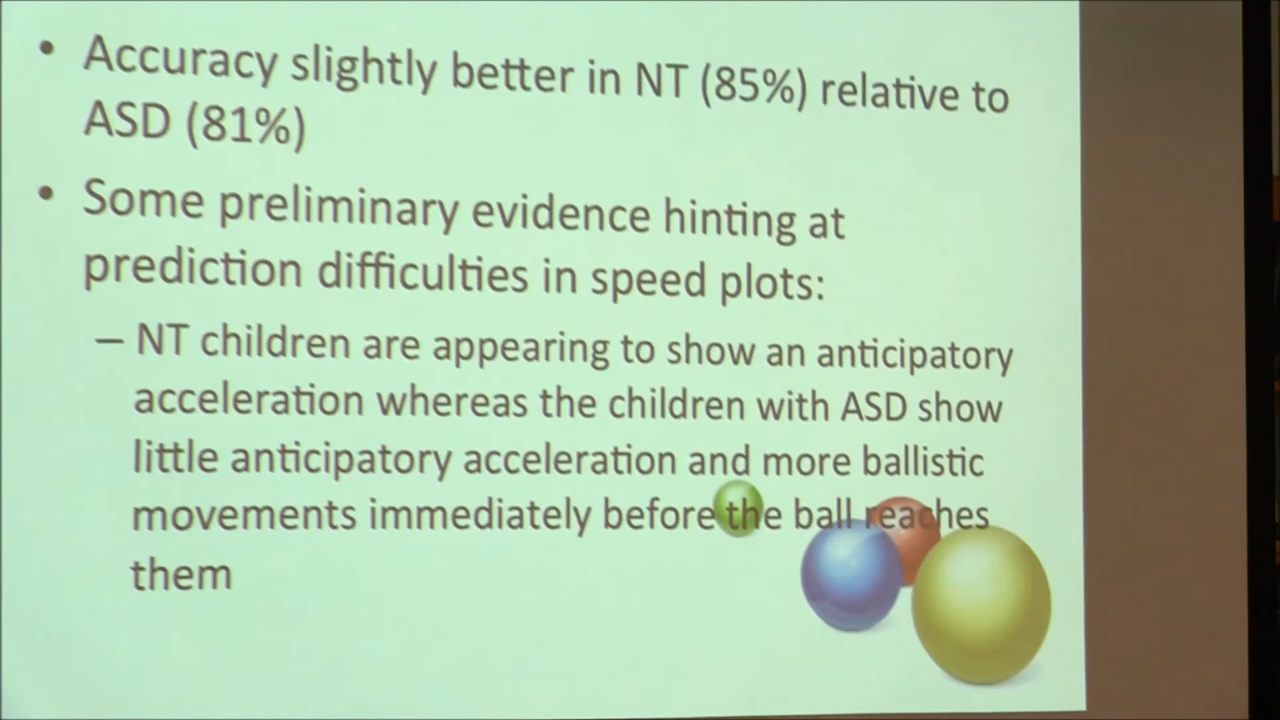 • Accuracy slightly better in NT (85%) relative to
ASD (81%)
• Some preliminary evidence hinting at
prediction difficulties in speed plots:
– NT children are appearing to show an anticipatory
acceleration whereas the children with ASD show
little anticipatory acceleration and more ballistic
movements immediately before the ball reaches
them